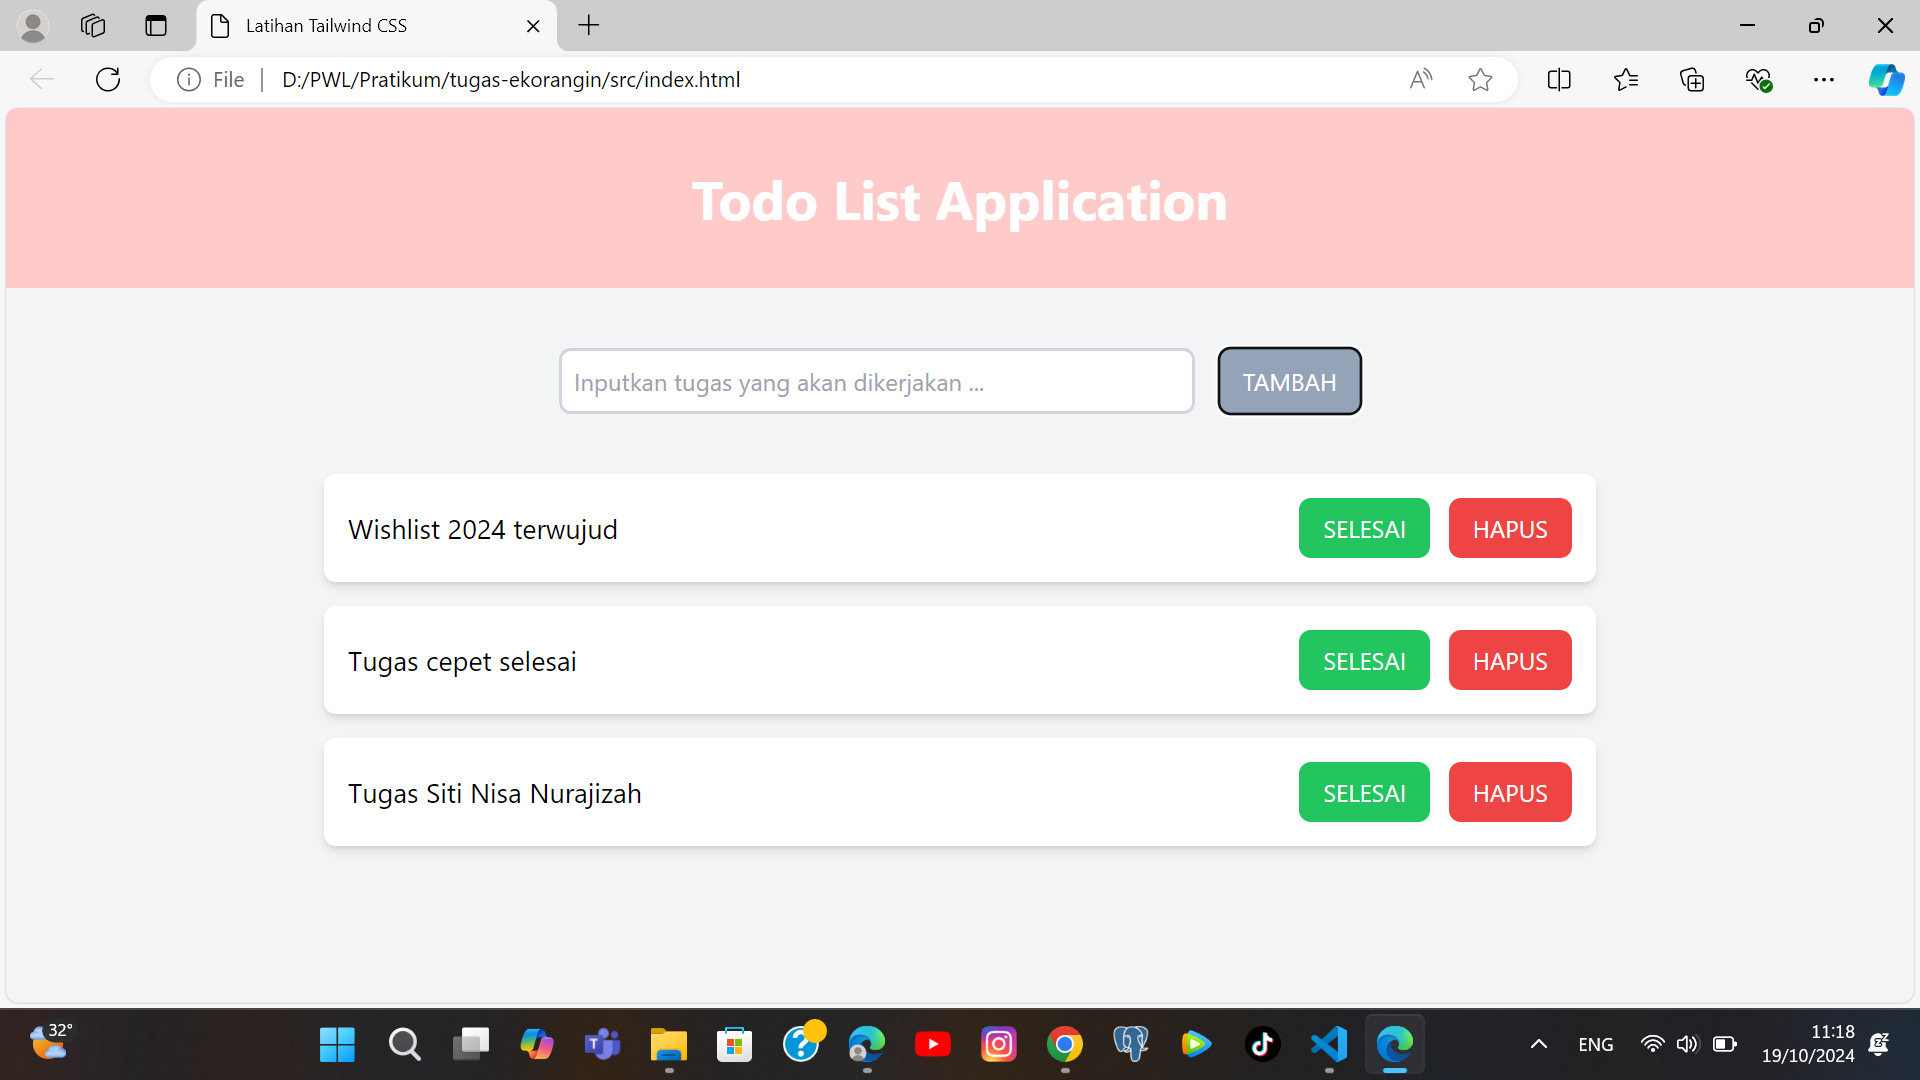 Latihan Tailwind CSS
File
D:/PWL/Pratikum/tugas-ekorangin/src/index.html
Todo List Application
Inputkan tugas yang akan dikerjakan ...
TAMBAH
Wishlist 2024 terwujud
SELESAI
HAPUS
Tugas cepet selesai
SELESAI
HAPUS
Tugas Siti Nisa Nurajizah
SELESAI
HAPUS
32°
ENG
11:18
19/10/2024